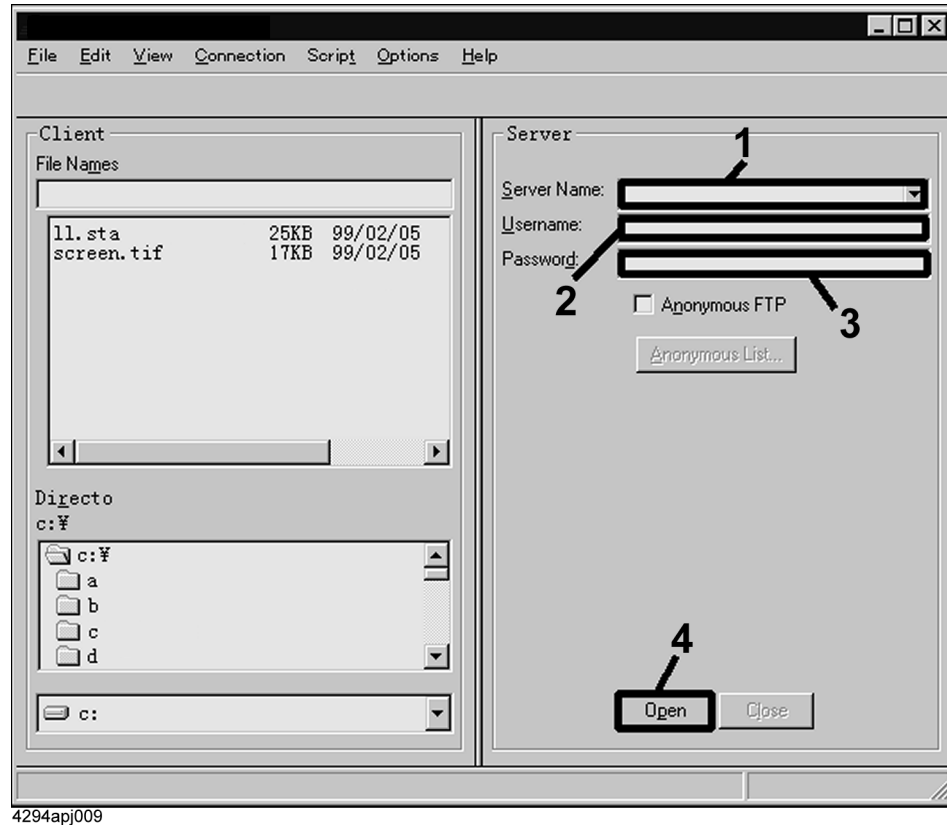 File Edit View Connection Script Options Help
Client
File Names
ll.sta 25KB 99/02/05
screen.tif 17KB 99/02/05
Directo
c:¥
c:¥
a
b
c
d
c:
Server
1
Server Name:
Username:
2
Password:
3
Anonymous FTP
Anonymous List...
4
Open Close
4294apj009